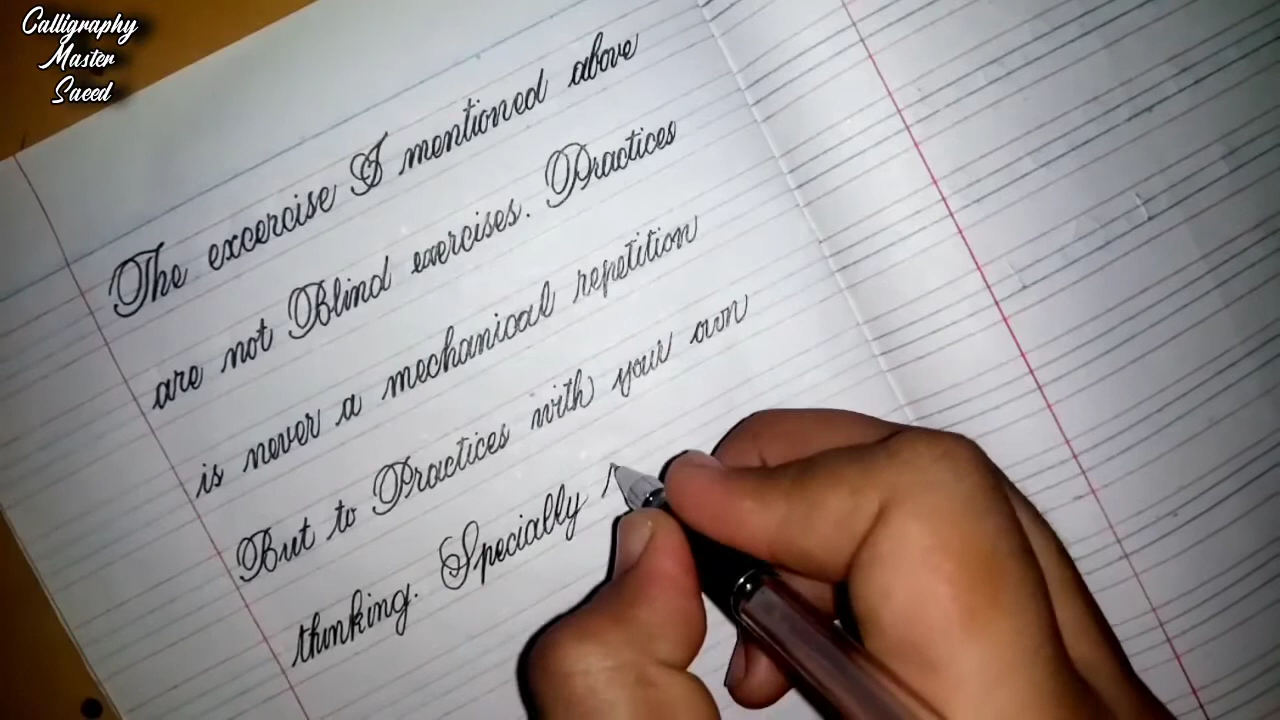 Calligraphy
Master
Saeed
The excercise I mentioned above
are not Blind exercises. Practices
is never a mechanical repetition
But to Practices with your own
thinking. Specially